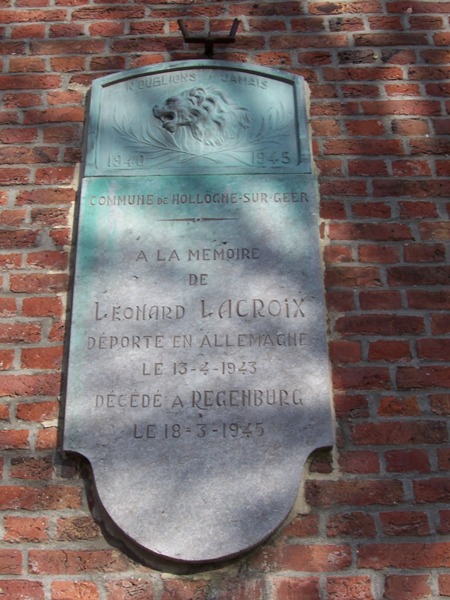 N'OUBLIONS JAMAIS
1940 1945
COMMUNE DE HOLLOGNE-SUR-GEER
A LA MEMOIRE
DE
LÉONARD LACROIX
DÉPORTÉ EN ALLEMAGNE
LE 13-4-1943
DÉCÉDÉ A REGENBURG
LE 18-3-1945